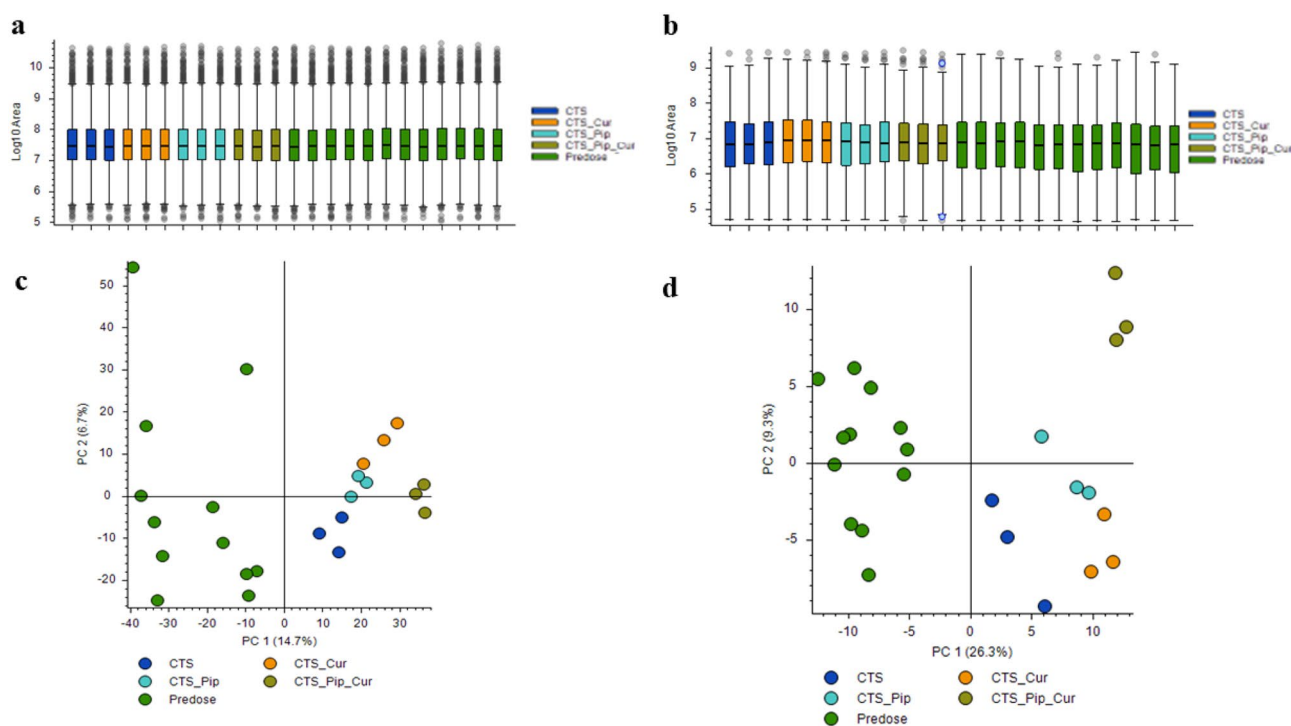 a
Log10 Area
10
9
8
7
6
5
CTS
CTS_Cur
CTS_Pip
CTS_Pip_Cur
Predose
b
Log10 Area
9
8
7
6
5
CTS
CTS_Cur
CTS_Pip
CTS_Pip_Cur
Predose
c
PC 2 (6.7%)
50
40
30
20
10
0
-10
-20
-40 -30 -20 -10 0 10 20 30
PC 1 (14.7%)
CTS CTS_Cur
CTS_Pip CTS_Pip_Cur
Predose
d
PC 2 (9.3%)
10
5
0
-5
-10 -5 0 5 10
PC 1 (26.3%)
CTS CTS_Cur
CTS_Pip CTS_Pip_Cur
Predose